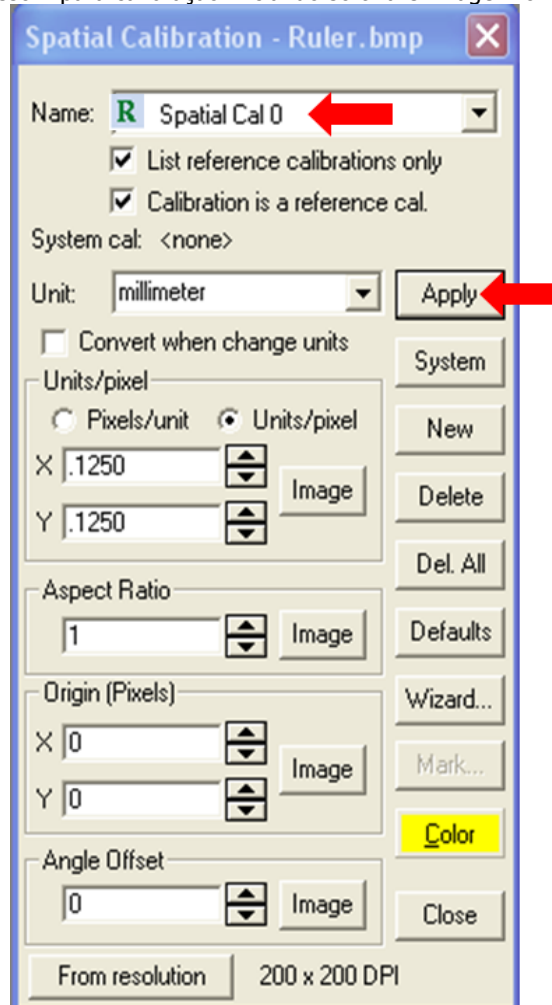 Spatial Calibration - Ruler.bmp
Name: R Spatial Cal 0
List reference calibrations only
Calibration is a reference cal.
System cal: <none>
Unit: millimeter
Apply
Convert when change units
System
Units/pixel
Pixels/unit Units/pixel
New
X .1250
Image
Delete
Y .1250
Del. All
Aspect Ratio
1 Image
Defaults
Origin (Pixels)
Wizard...
X 0
Image
Mark...
Y 0
Color
Angle Offset
0 Image
Close
From resolution 200 x 200 DPI